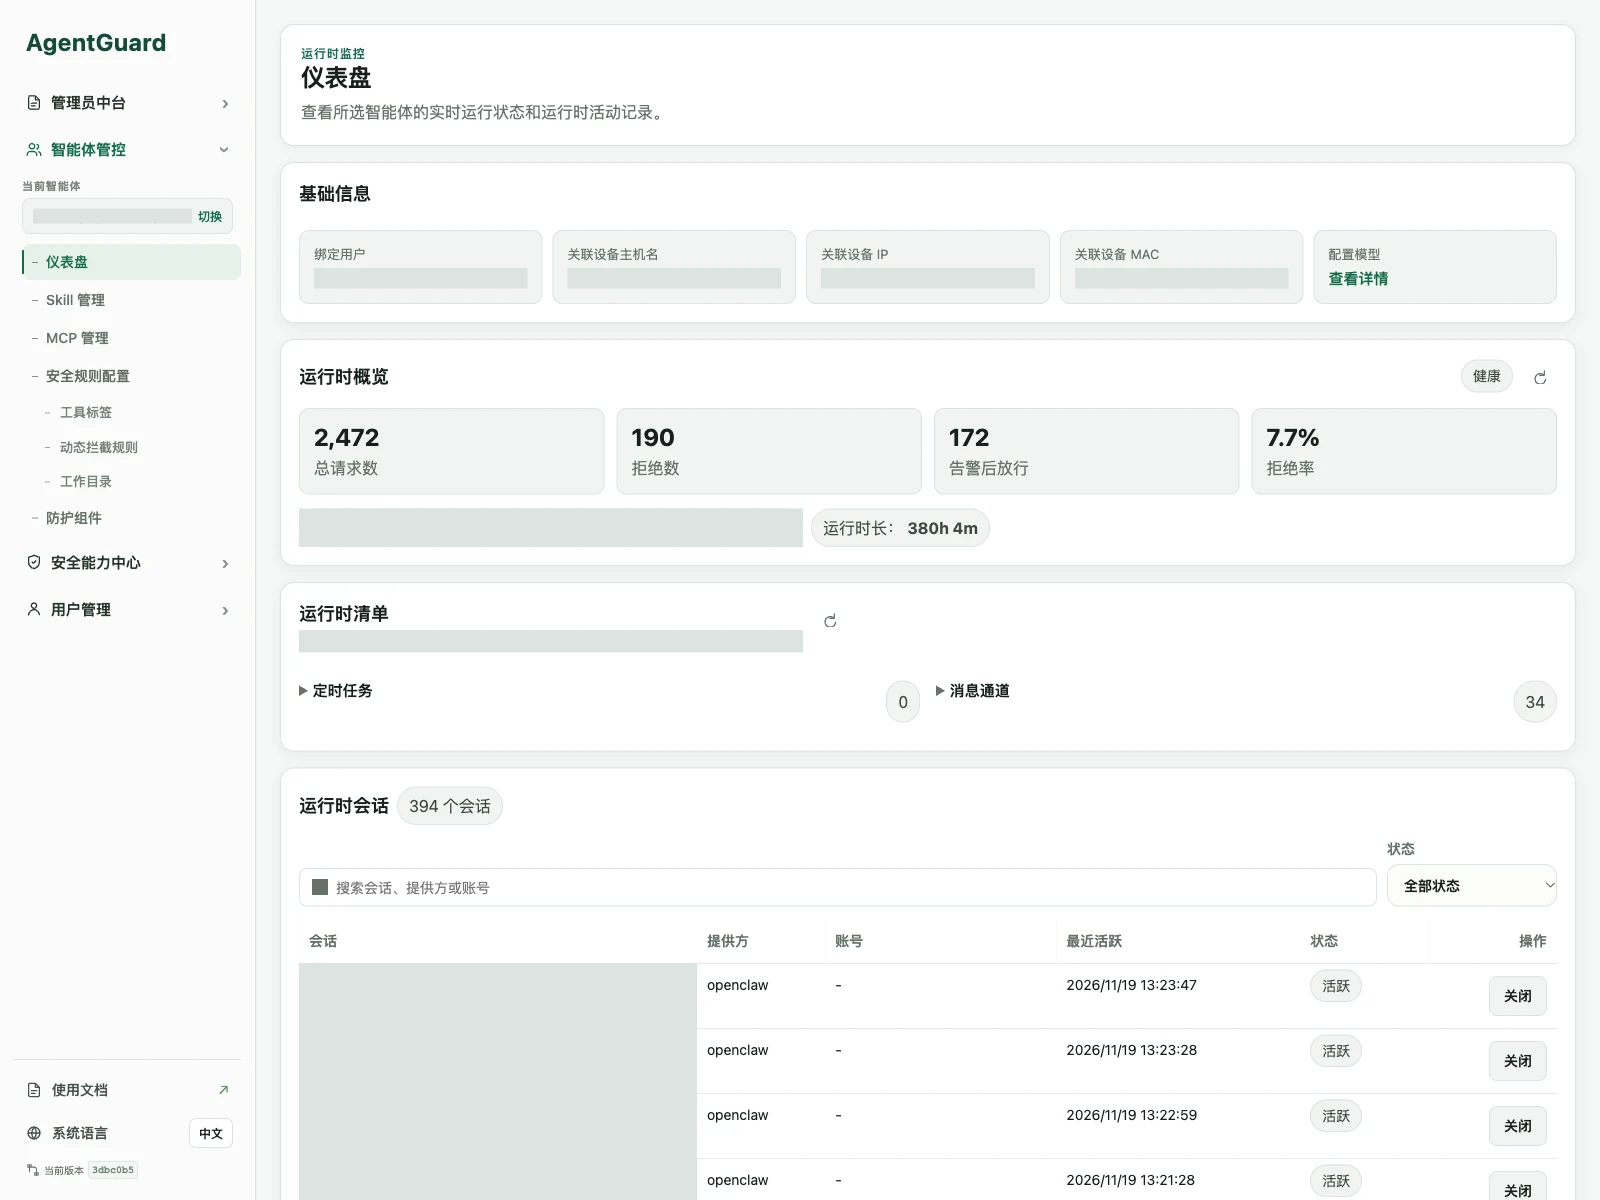 AgentGuard
管理员中台
智能体管控
当前智能体
切换
仪表盘
Skill 管理
MCP 管理
安全规则配置
工具标签
动态拦截规则
工作目录
防护组件
安全能力中心
用户管理
使用文档
系统语言 中文
当前版本 3dbc0b5
运行时监控
仪表盘
查看所选智能体的实时运行状态和运行时活动记录。
基础信息
绑定用户
关联设备主机名
关联设备 IP
关联设备 MAC
配置模型
查看详情
运行时概览 健康
2,472
总请求数
190
拒绝数
172
告警后放行
7.7%
拒绝率
运行时长： 380h 4m
运行时清单
定时任务 0
消息通道 34
运行时会话 394 个会话
状态
搜索会话、提供方或账号 全部状态
会话 提供方 账号 最近活跃 状态 操作
openclaw - 2026/11/19 13:23:47 活跃 关闭
openclaw - 2026/11/19 13:23:28 活跃 关闭
openclaw - 2026/11/19 13:22:59 活跃 关闭
openclaw - 2026/11/19 13:21:28 活跃 关闭